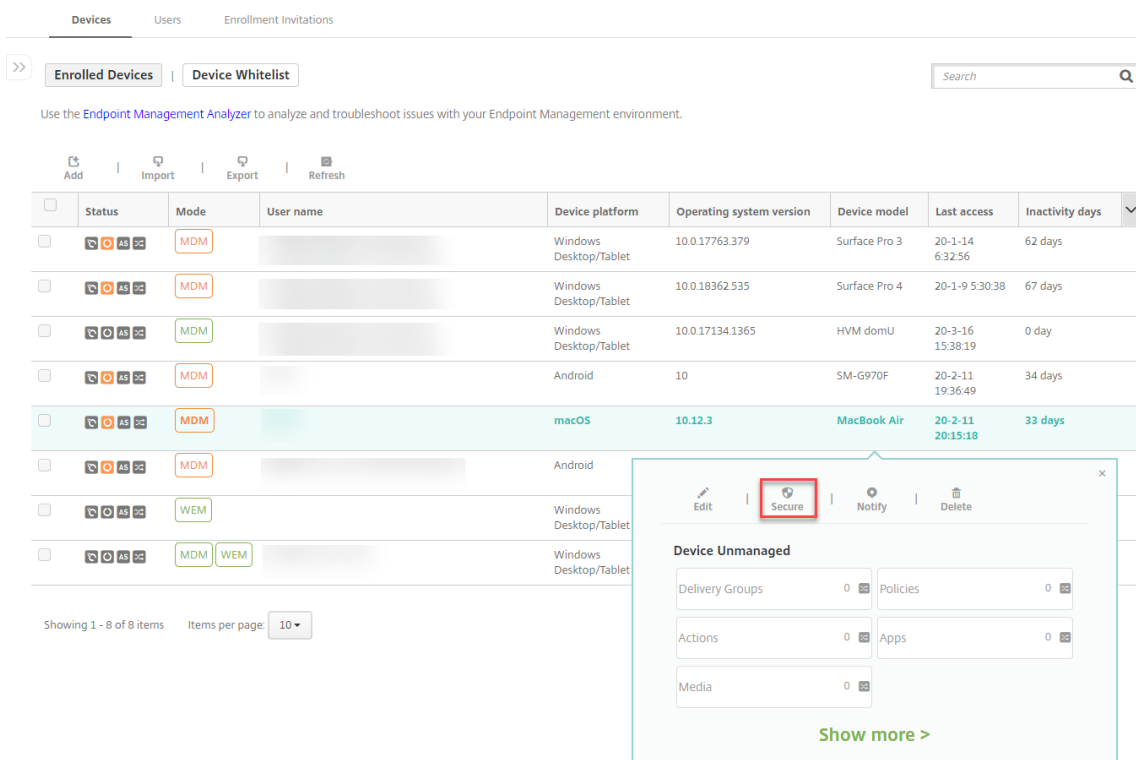 Devices Users Enrollment Invitations
Enrolled Devices | Device Whitelist Search
Use the Endpoint Management Analyzer to analyze and troubleshoot issues with your Endpoint Management environment.
Add | Import | Export | Refresh
Status Mode User name Device platform Operating system version Device model Last access Inactivity days
AS MDM Windows 10.0.17763.379 Surface Pro 3 20-1-14 62 days
Desktop/Tablet 6:32:56
AS MDM Windows 10.0.18362.535 Surface Pro 4 20-1-9 5:30:38 67 days
Desktop/Tablet
AS MDM Windows 10.0.17134.1365 HVM domU 20-3-16 0 day
Desktop/Tablet 15:38:19
AS MDM Android 10 SM-G970F 20-2-11 34 days
19:36:49
AS MDM macOS 10.12.3 MacBook Air 20-2-11 33 days
20:15:18
AS MDM Android
AS WEM Windows
Desktop/Tablet
AS MDM WEM Windows
Desktop/Tablet
Edit | Secure | Notify | Delete
Device Unmanaged
Delivery Groups 0 Policies 0
Actions 0 Apps 0
Media 0
Show more >
Showing 1 - 8 of 8 items Items per page: 10